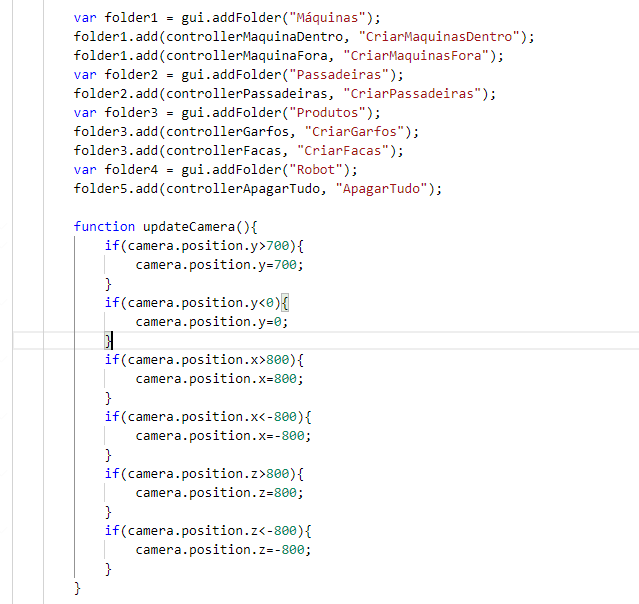 var folder1 = gui.addFolder("Máquinas");
folder1.add(controllerMaquinaDentro, "CriarMaquinasDentro");
folder1.add(controllerMaquinaFora, "CriarMaquinasFora");
var folder2 = gui.addFolder("Passadeiras");
folder2.add(controllerPassadeiras, "CriarPassadeiras");
var folder3 = gui.addFolder("Produtos");
folder3.add(controllerGarfos, "CriarGarfos");
folder3.add(controllerFacas, "CriarFacas");
var folder4 = gui.addFolder("Robot");
folder5.add(controllerApagarTudo, "ApagarTudo");

function updateCamera(){
    if(camera.position.y>700){
        camera.position.y=700;
    }
    if(camera.position.y<0){
        camera.position.y=0;
    }
    if(camera.position.x>800){
        camera.position.x=800;
    }
    if(camera.position.x<-800){
        camera.position.x=-800;
    }
    if(camera.position.z>800){
        camera.position.z=800;
    }
    if(camera.position.z<-800){
        camera.position.z=-800;
    }
}